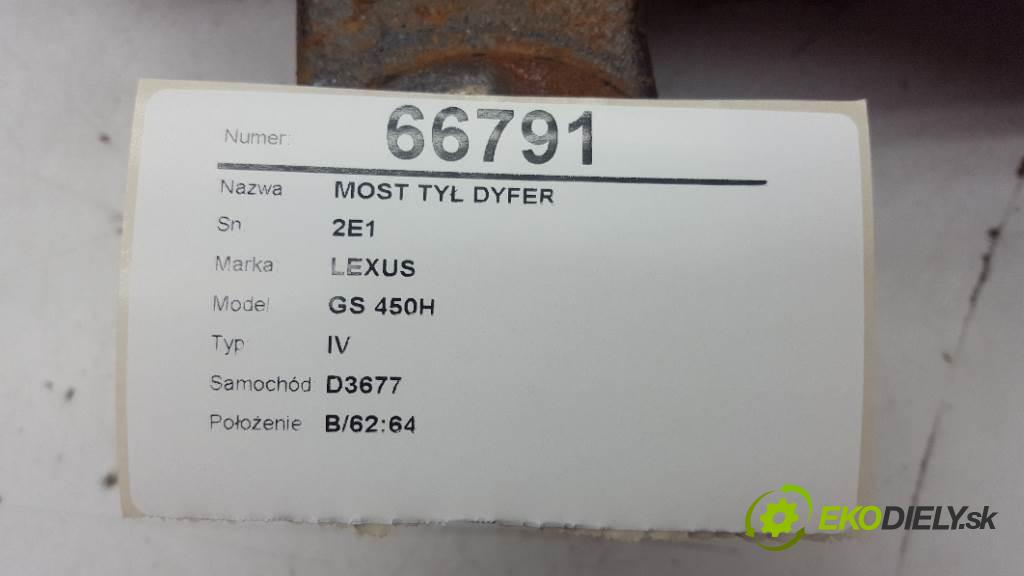 Numer: 66791
Nazwa MOST TYŁ DYFER
Sn 2E1
Marka LEXUS
Model GS 450H
Typ IV
Samochód D3677
Położenie B/62:64
EKODIELY.sk